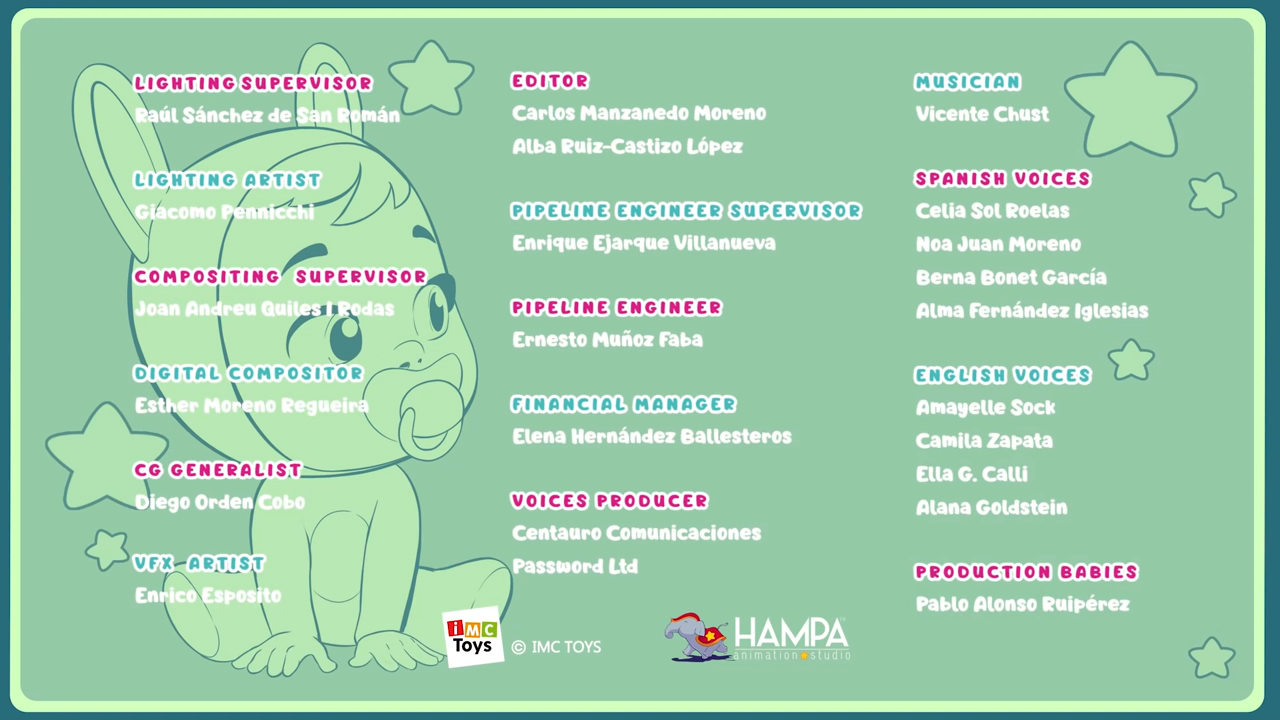 LIGHTING SUPERVISOR
Raúl Sánchez de San Román
LIGHTING ARTIST
Giacomo Pennicchi
COMPOSITING SUPERVISOR
Joan Andreu Quiles I Rodas
DIGITAL COMPOSITOR
Esther Moreno Regueira
CG GENERALIST
Diego Orden Cobo
VFX ARTIST
Enrico Esposito
EDITOR
Carlos Manzanedo Moreno
Alba Ruiz-Castizo López
PIPELINE ENGINEER SUPERVISOR
Enrique Ejarque Villanueva
PIPELINE ENGINEER
Ernesto Muñoz Faba
FINANCIAL MANAGER
Elena Hernández Ballesteros
VOICES PRODUCER
Centauro Comunicaciones
Password Ltd
MUSICIAN
Vicente Chust
SPANISH VOICES
Celia Sol Roelas
Noa Juan Moreno
Berna Bonet García
Alma Fernández Iglesias
ENGLISH VOICES
Amayelle Sock
Camila Zapata
Ella G. Calli
Alana Goldstein
PRODUCTION BABIES
Pablo Alonso Ruipérez
iMC
Toys
© IMC TOYS
HAMPA™
animation studio